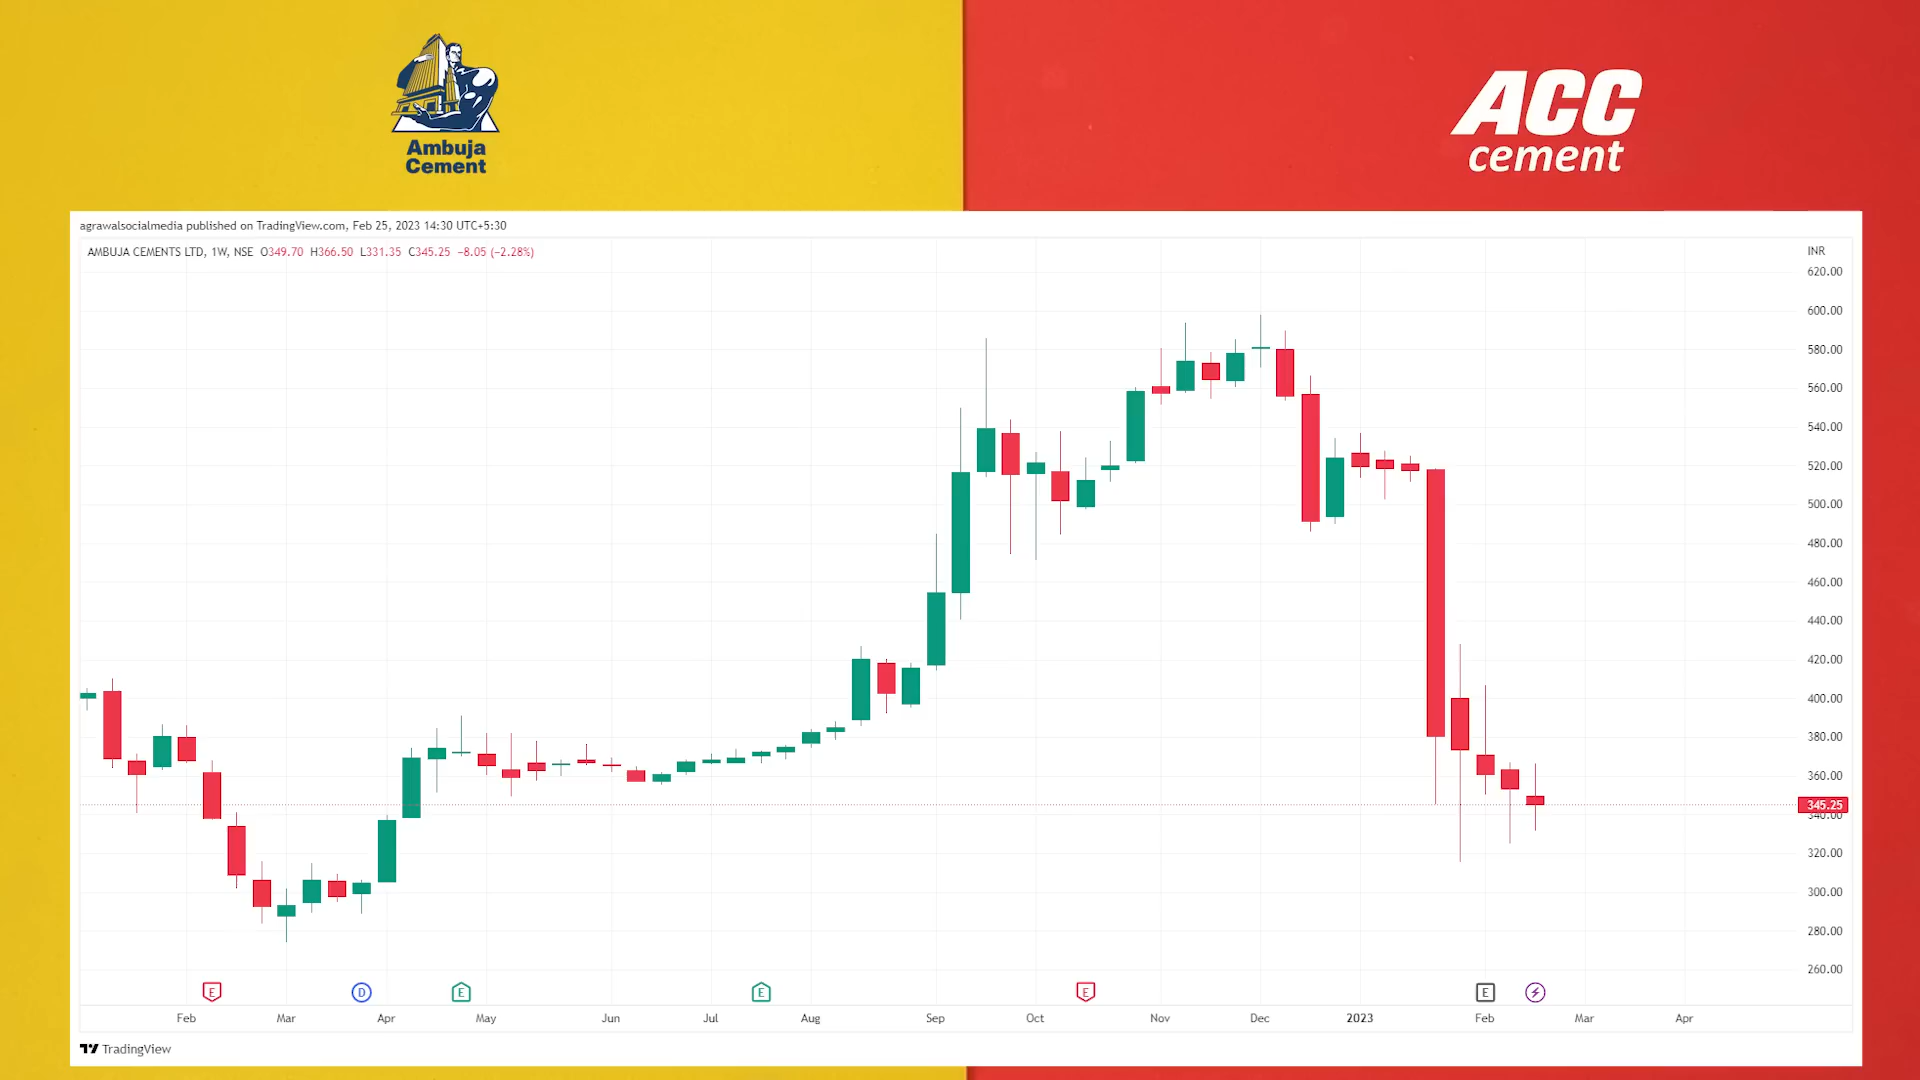 Ambuja
Cement
ACC
cement
agrawalsocialmedia published on TradingView.com, Feb 25, 2023 14:30 UTC+5:30
AMBUJA CEMENTS LTD, 1W, NSE O349.70 H366.50 L331.35 C345.25 −8.05 (−2.28%)
INR
620.00
600.00
580.00
560.00
540.00
520.00
500.00
480.00
460.00
440.00
420.00
400.00
380.00
360.00
345.25
340.00
320.00
300.00
280.00
260.00
E D E E E E
Feb Mar Apr May Jun Jul Aug Sep Oct Nov Dec 2023 Feb Mar Apr
TradingView